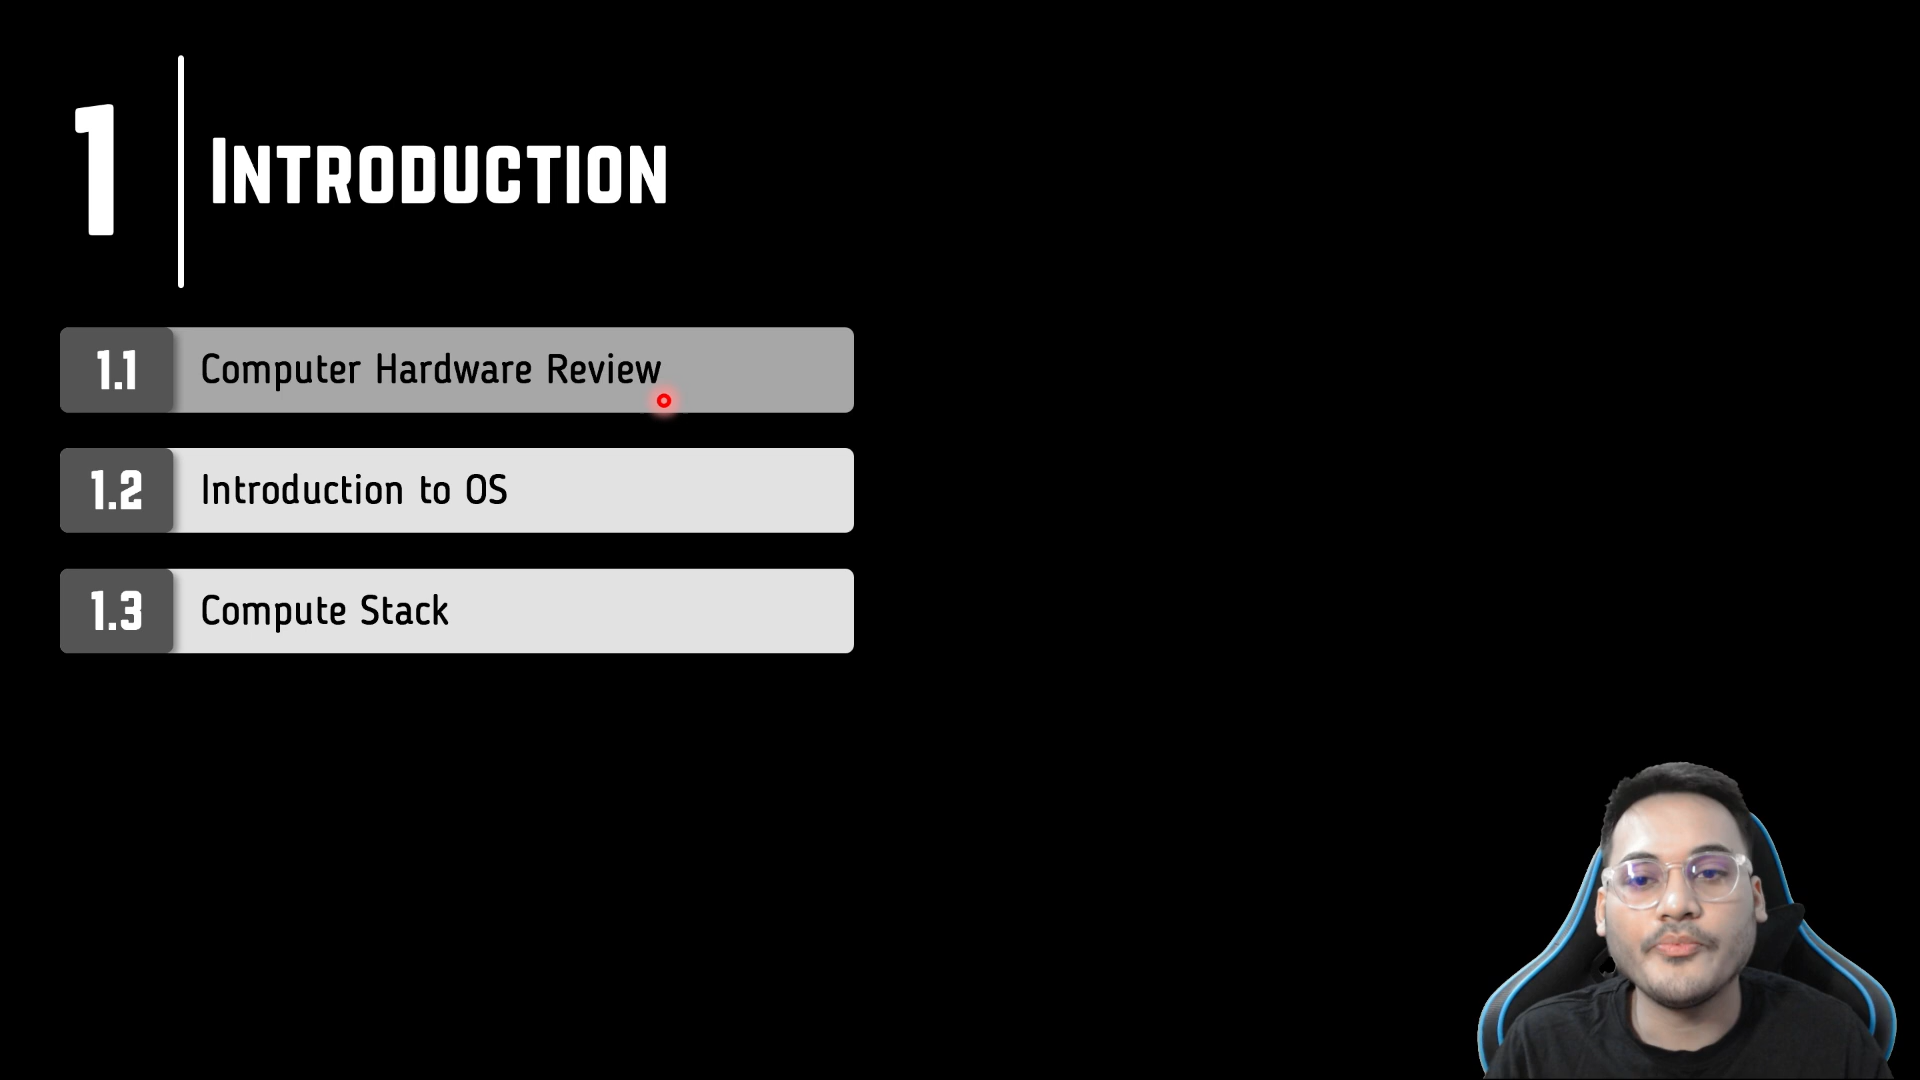 1
INTRODUCTION
1.1 Computer Hardware Review
1.2 Introduction to OS
1.3 Compute Stack